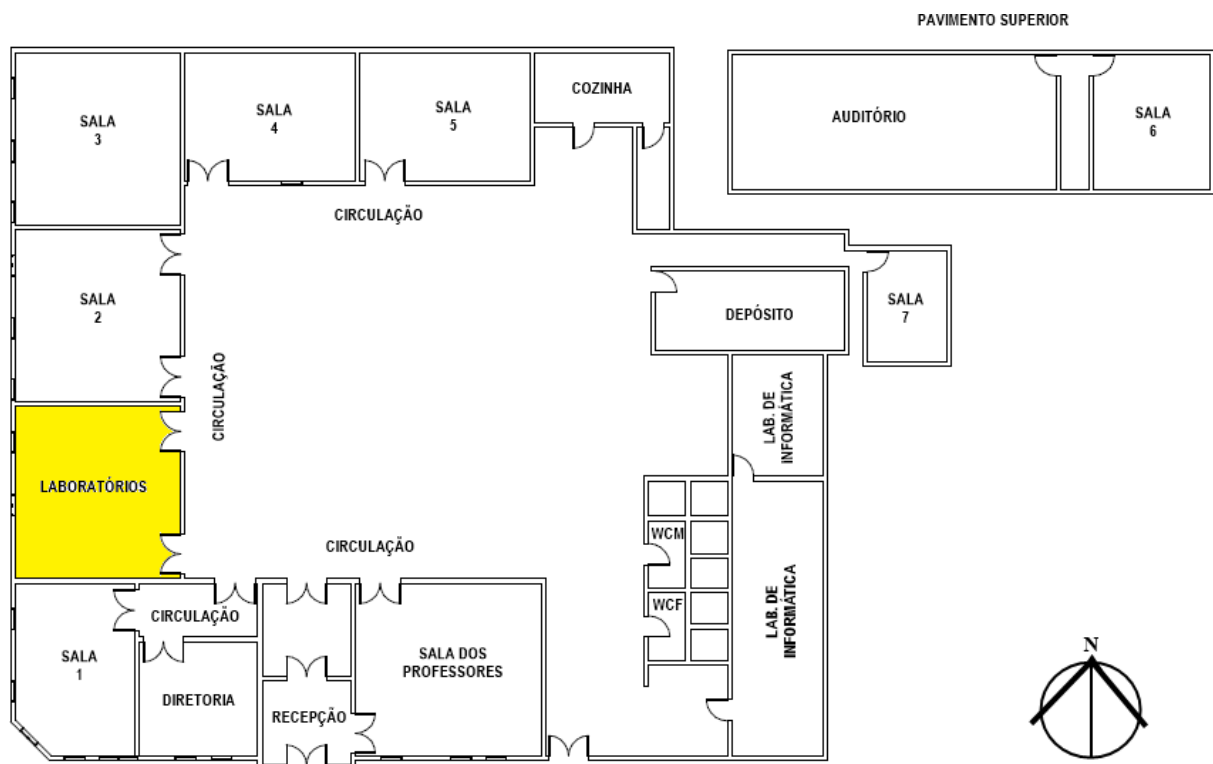 PAVIMENTO SUPERIOR
COZINHA
SALA
3
SALA
4
SALA
5
AUDITÓRIO
SALA
6
CIRCULAÇÃO
SALA
2
DEPÓSITO
SALA
7
CIRCULAÇÃO
LAB. DE
INFORMÁTICA
LABORATÓRIOS
CIRCULAÇÃO
WCM
WCF
LAB. DE
INFORMÁTICA
CIRCULAÇÃO
SALA
1
SALA DOS
PROFESSORES
DIRETORIA
RECEPÇÃO
N